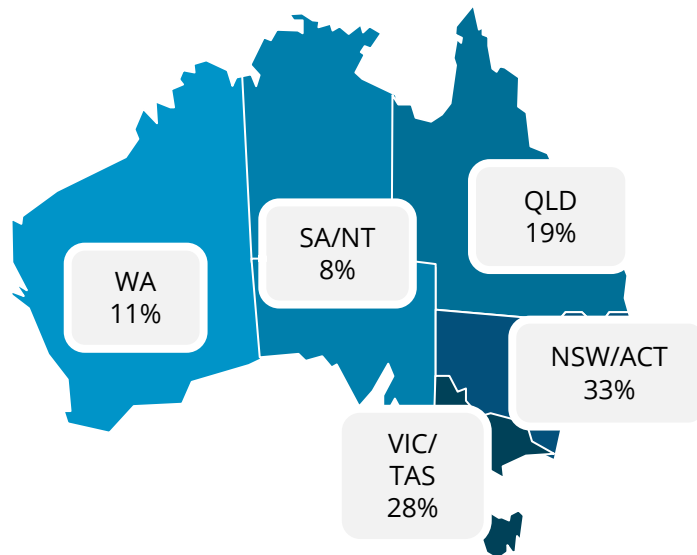 QLD
19%
SA/NT
8%
WA
11%
NSW/ACT
33%
VIC/
TAS
28%